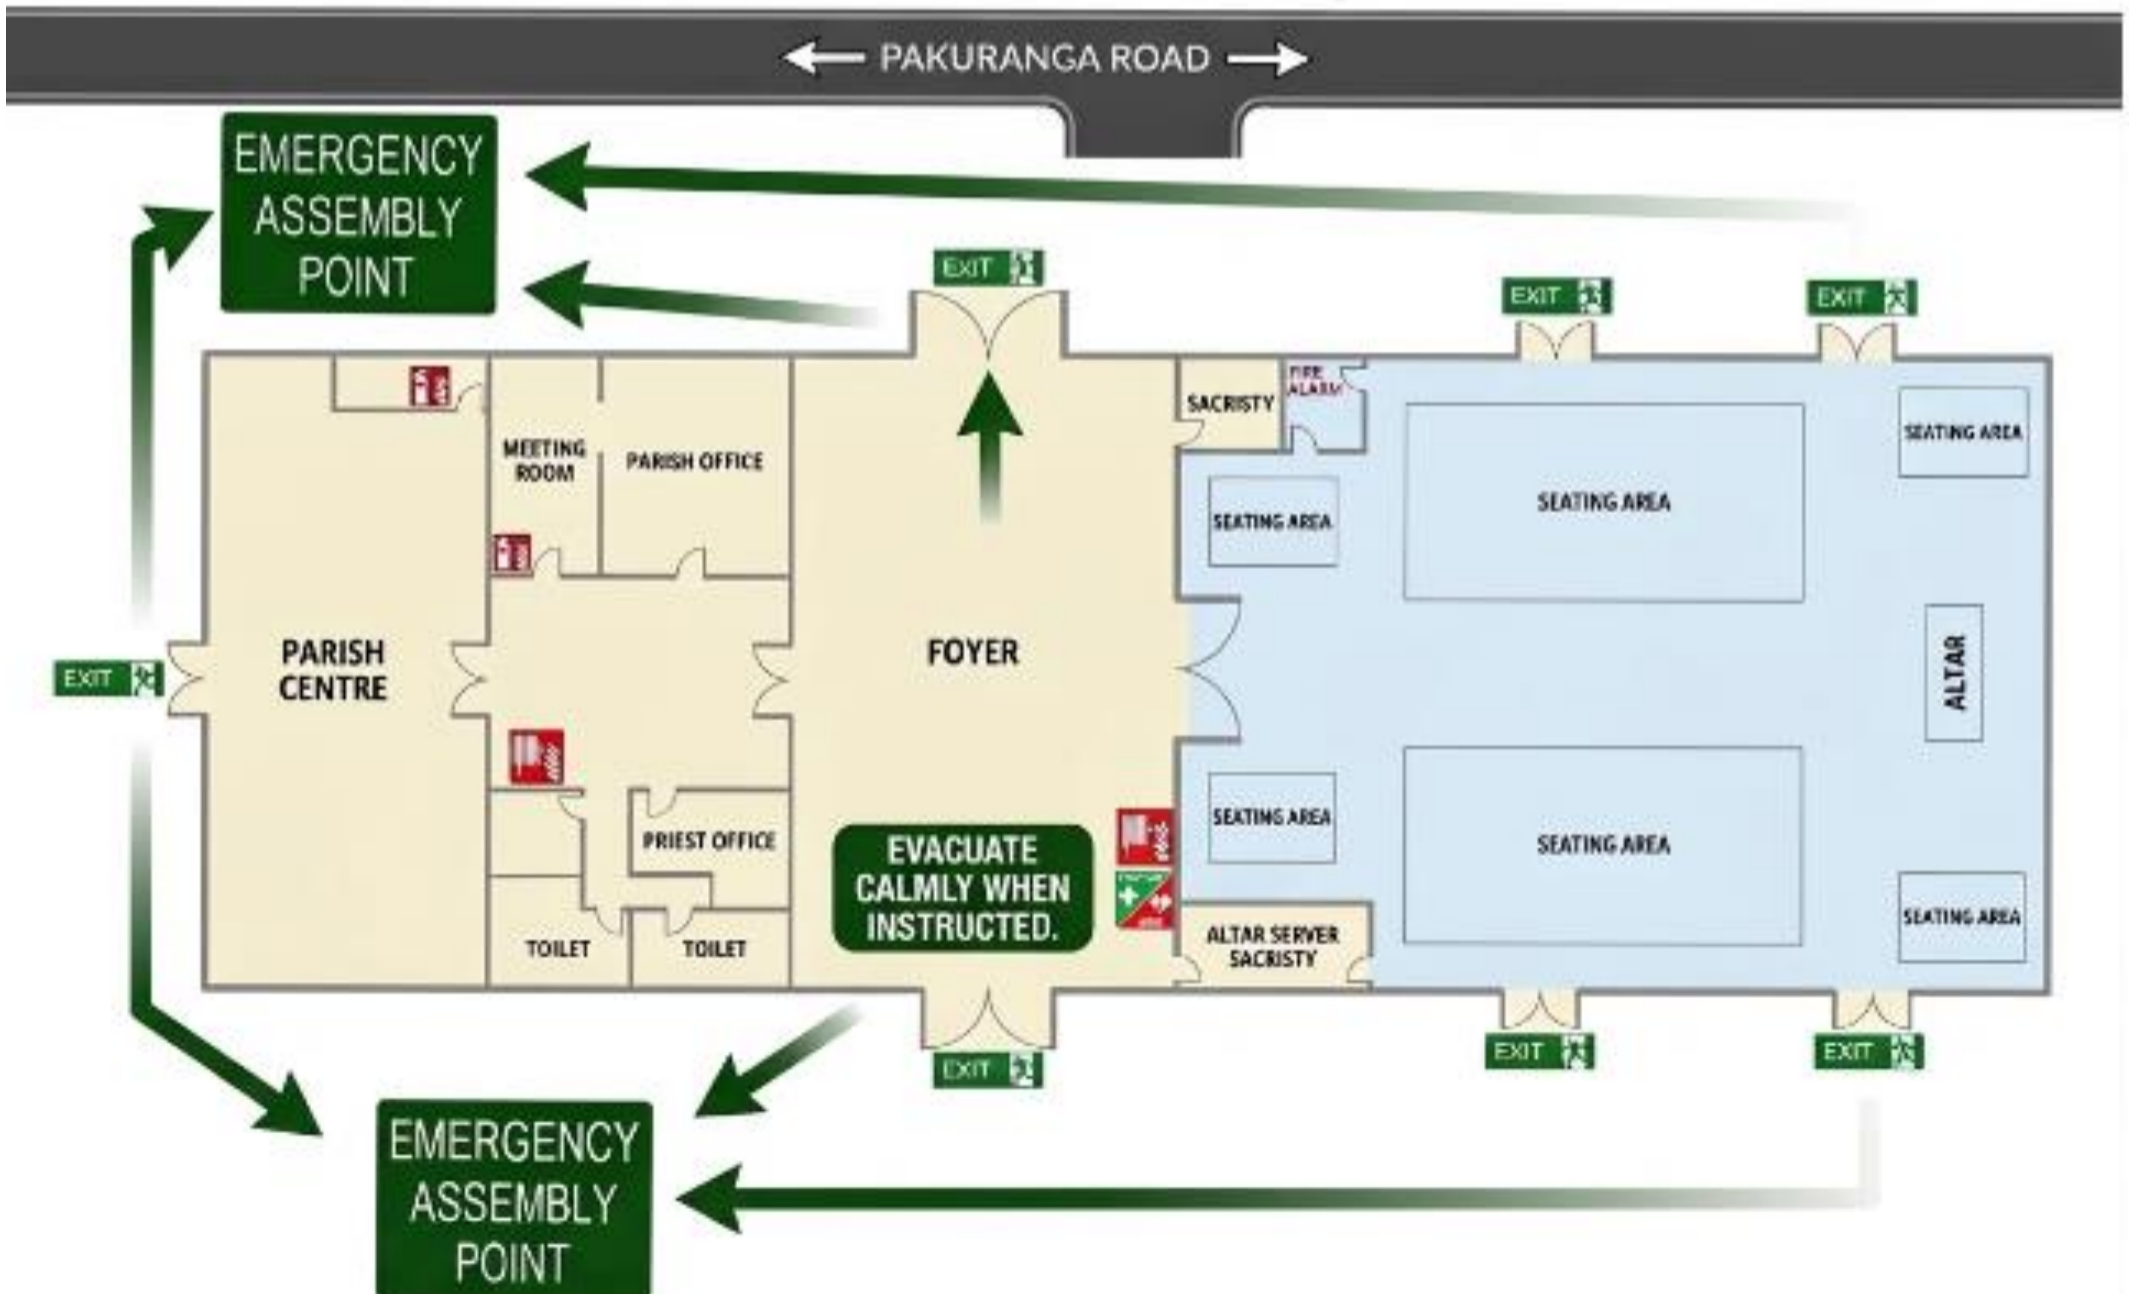 PAKURANGA ROAD
EMERGENCY
ASSEMBLY
POINT
EXIT
EXIT
EXIT
FIRE
ALARM
SACRISTY
MEETING
ROOM
PARISH OFFICE
SEATING AREA
SEATING AREA
SEATING AREA
PARISH
CENTRE
FOYER
ALTAR
EXIT
SEATING AREA
SEATING AREA
PRIEST OFFICE
EVACUATE
CALMLY WHEN
INSTRUCTED.
SEATING AREA
TOILET
TOILET
ALTAR SERVER
SACRISTY
EXIT
EXIT
EXIT
EMERGENCY
ASSEMBLY
POINT